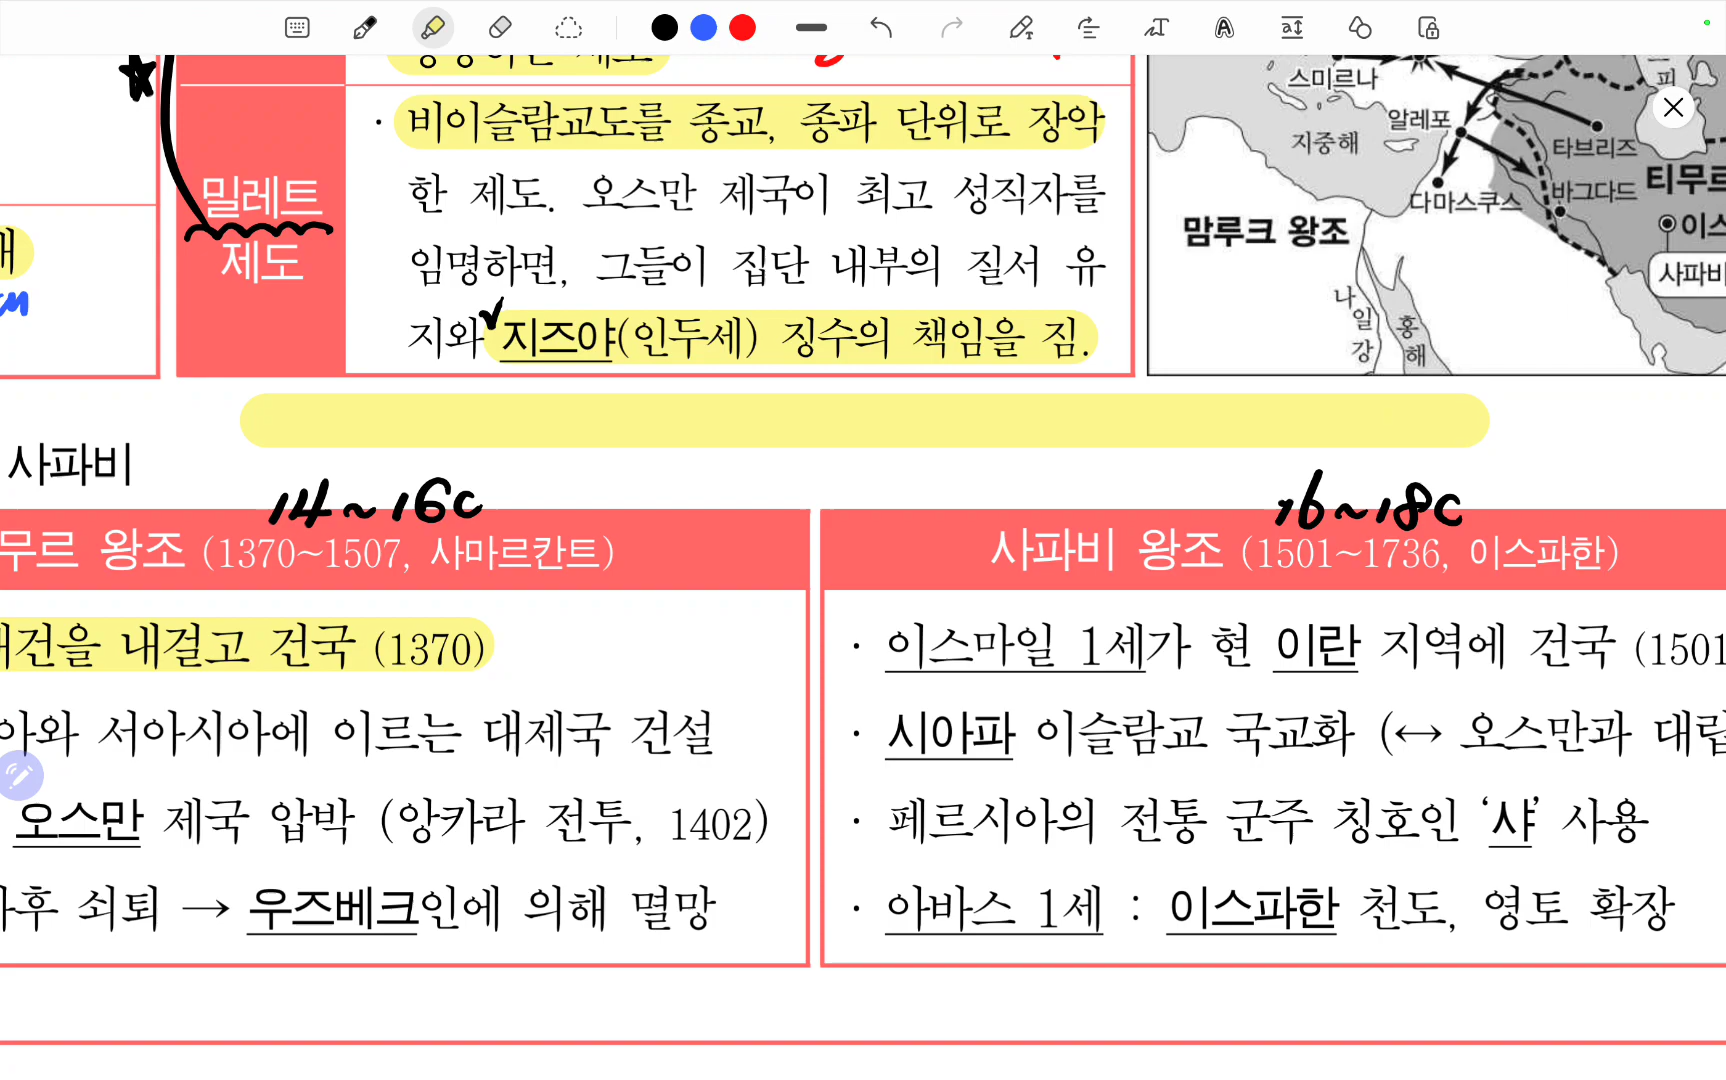 · 비이슬람교도를 종교, 종파 단위로 장악
한 제도. 오스만 제국이 최고 성직자를
임명하면, 그들이 집단 내부의 질서 유
지와 지즈야(인두세) 징수의 책임을 짐.
밀레트
제도
스미르나
알레포
지중해
타브리즈
바그다드
다마스쿠스
티무르
이스
사파비
맘루크 왕조
나일강
홍해
사파비
14~16c
무르 왕조 (1370~1507, 사마르칸트)
재건을 내걸고 건국 (1370)
아와 서아시아에 이르는 대제국 건설
오스만 제국 압박 (앙카라 전투, 1402)
사후 쇠퇴 → 우즈베크인에 의해 멸망
16~18c
사파비 왕조 (1501~1736, 이스파한)
· 이스마일 1세가 현 이란 지역에 건국 (1501
· 시아파 이슬람교 국교화 (↔ 오스만과 대립
· 페르시아의 전통 군주 칭호인 ‘샤’ 사용
· 아바스 1세 : 이스파한 천도, 영토 확장